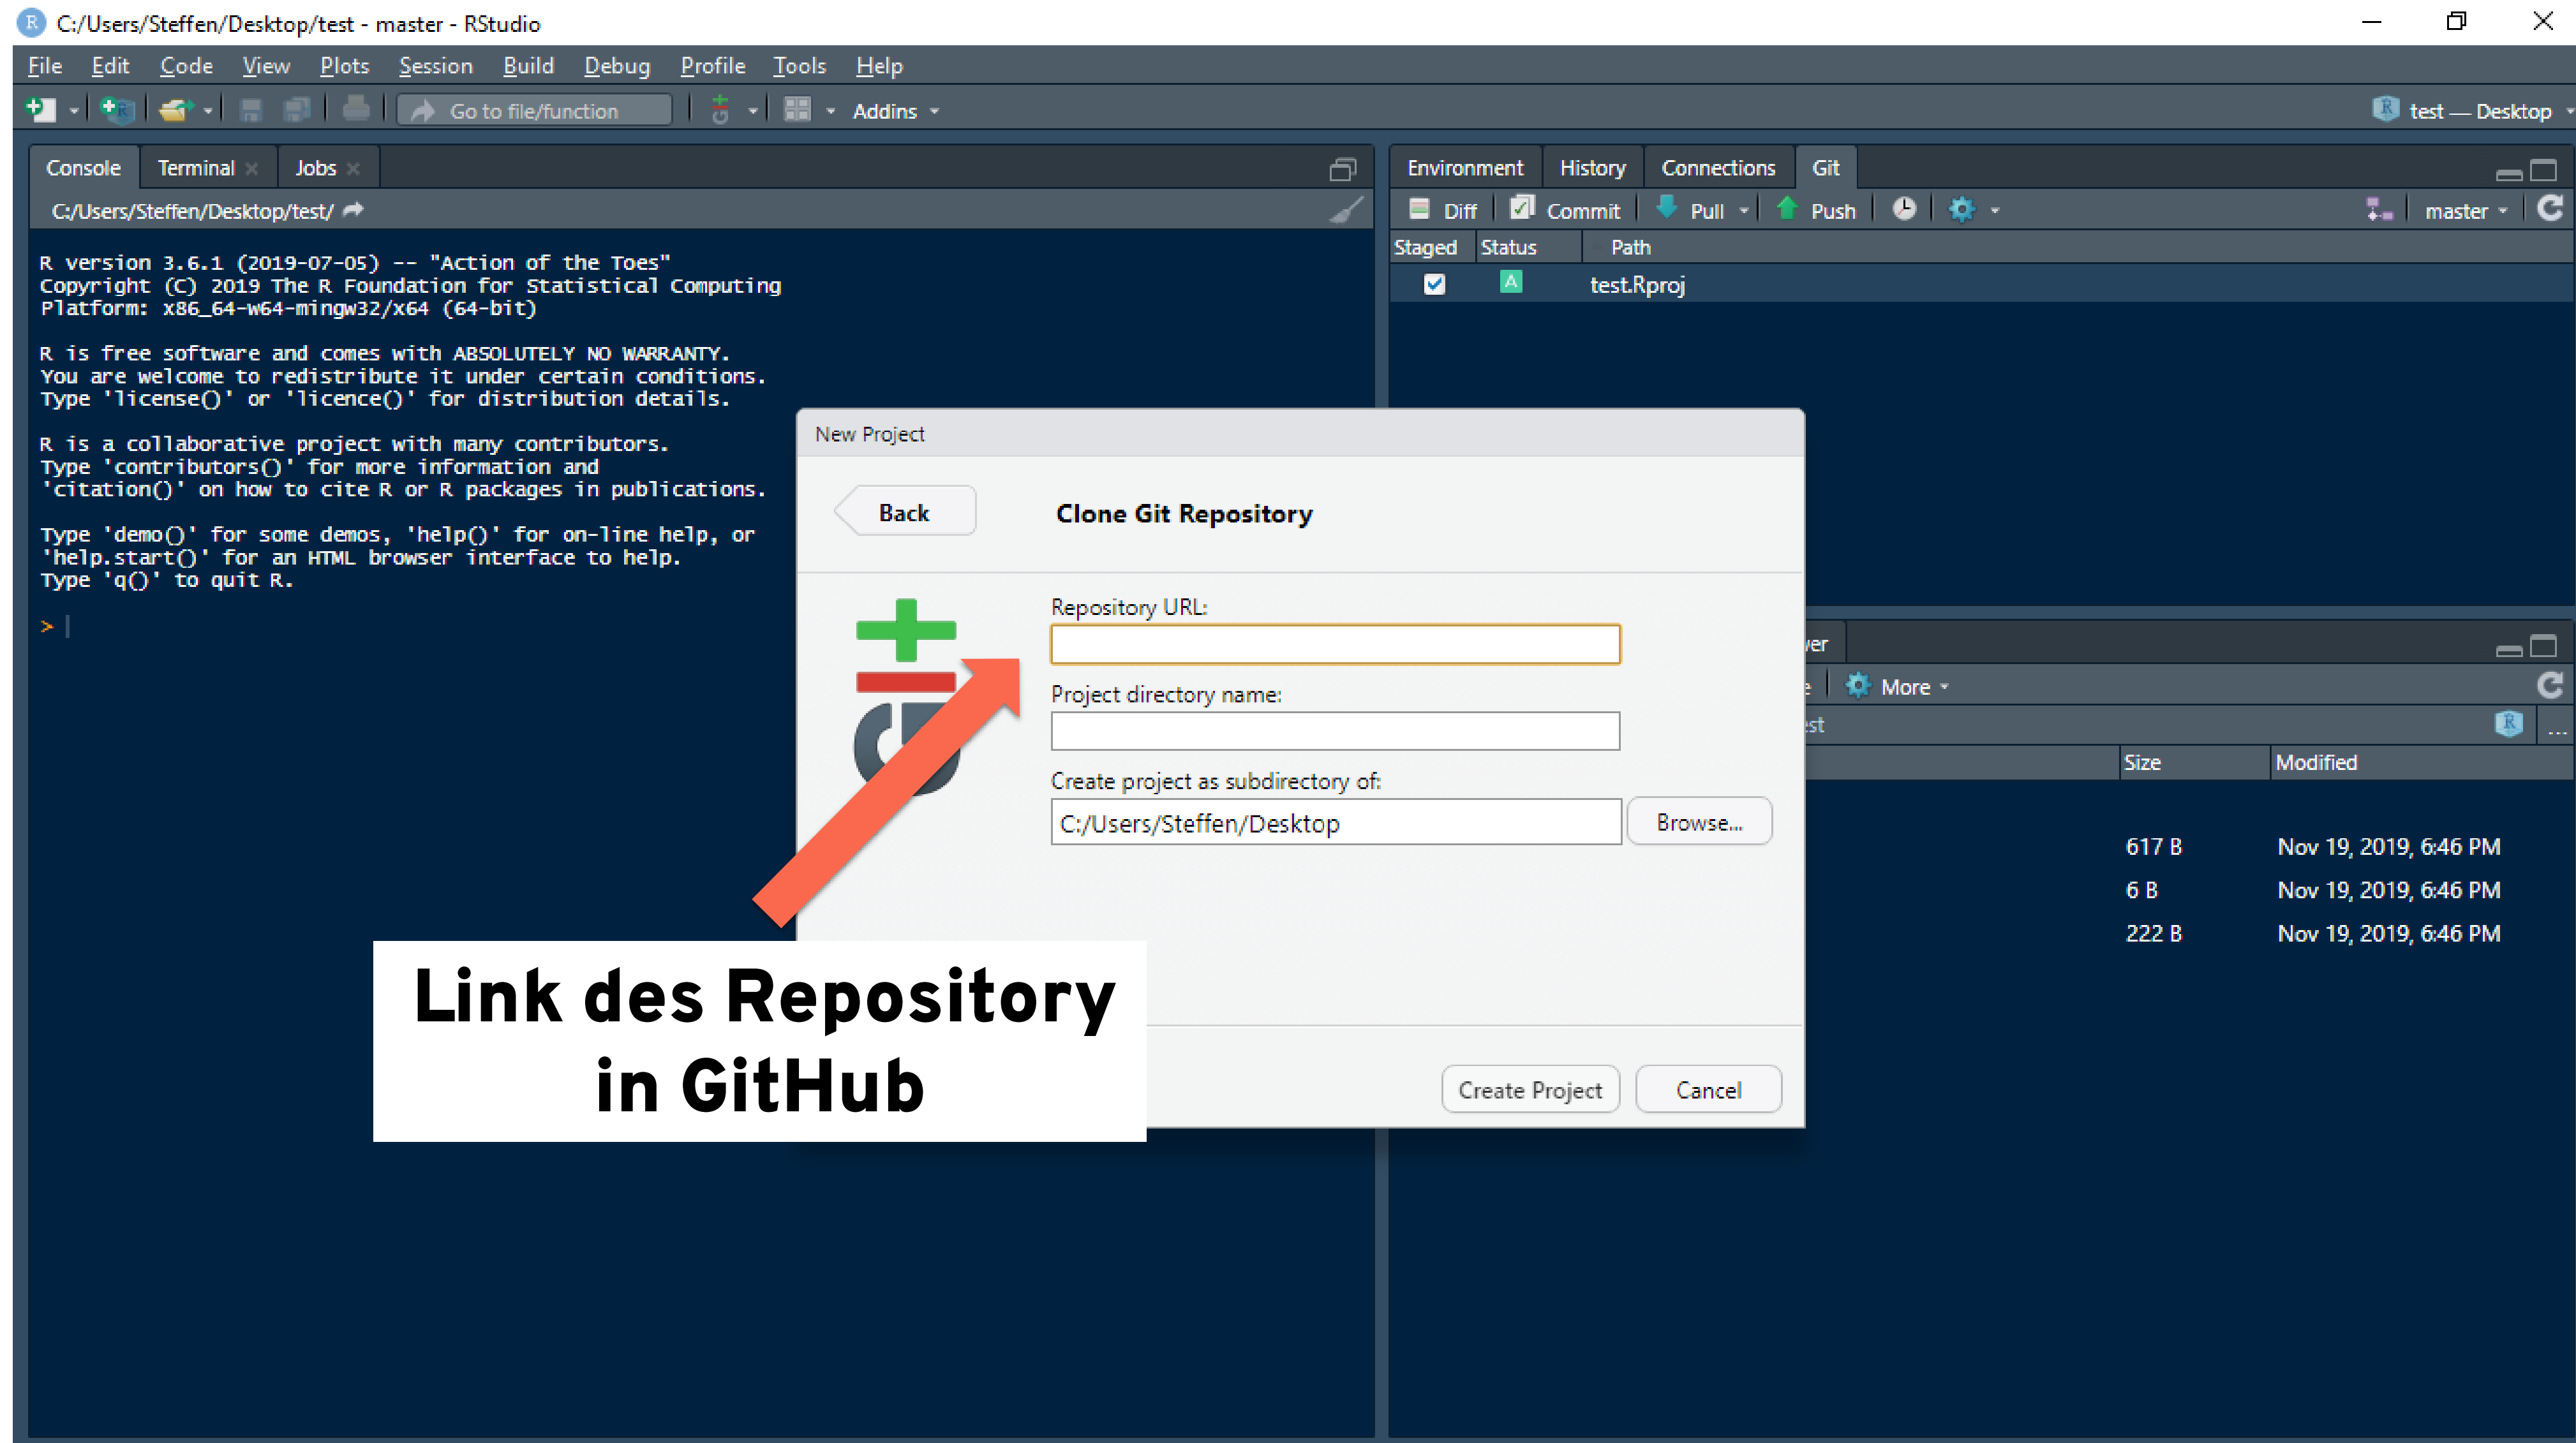 C:/Users/Steffen/Desktop/test - master - RStudio
File Edit Code View Plots Session Build Debug Profile Tools Help
Go to file/function Addins test — Desktop
Console Terminal Jobs
C:/Users/Steffen/Desktop/test/
R version 3.6.1 (2019-07-05) -- "Action of the Toes"
Copyright (C) 2019 The R Foundation for Statistical Computing
Platform: x86_64-w64-mingw32/x64 (64-bit)
R is free software and comes with ABSOLUTELY NO WARRANTY.
You are welcome to redistribute it under certain conditions.
Type 'license()' or 'licence()' for distribution details.
R is a collaborative project with many contributors.
Type 'contributors()' for more information and
'citation()' on how to cite R or R packages in publications.
Type 'demo()' for some demos, 'help()' for on-line help, or
'help.start()' for an HTML browser interface to help.
Type 'q()' to quit R.
>
Environment History Connections Git
Diff Commit Pull Push master
Staged Status Path
A test.Rproj
New Project
Back Clone Git Repository
Repository URL:
Project directory name:
Create project as subdirectory of:
C:/Users/Steffen/Desktop Browse...
Create Project Cancel
Link des Repository
in GitHub
More
Size Modified
617 B Nov 19, 2019, 6:46 PM
6 B Nov 19, 2019, 6:46 PM
222 B Nov 19, 2019, 6:46 PM